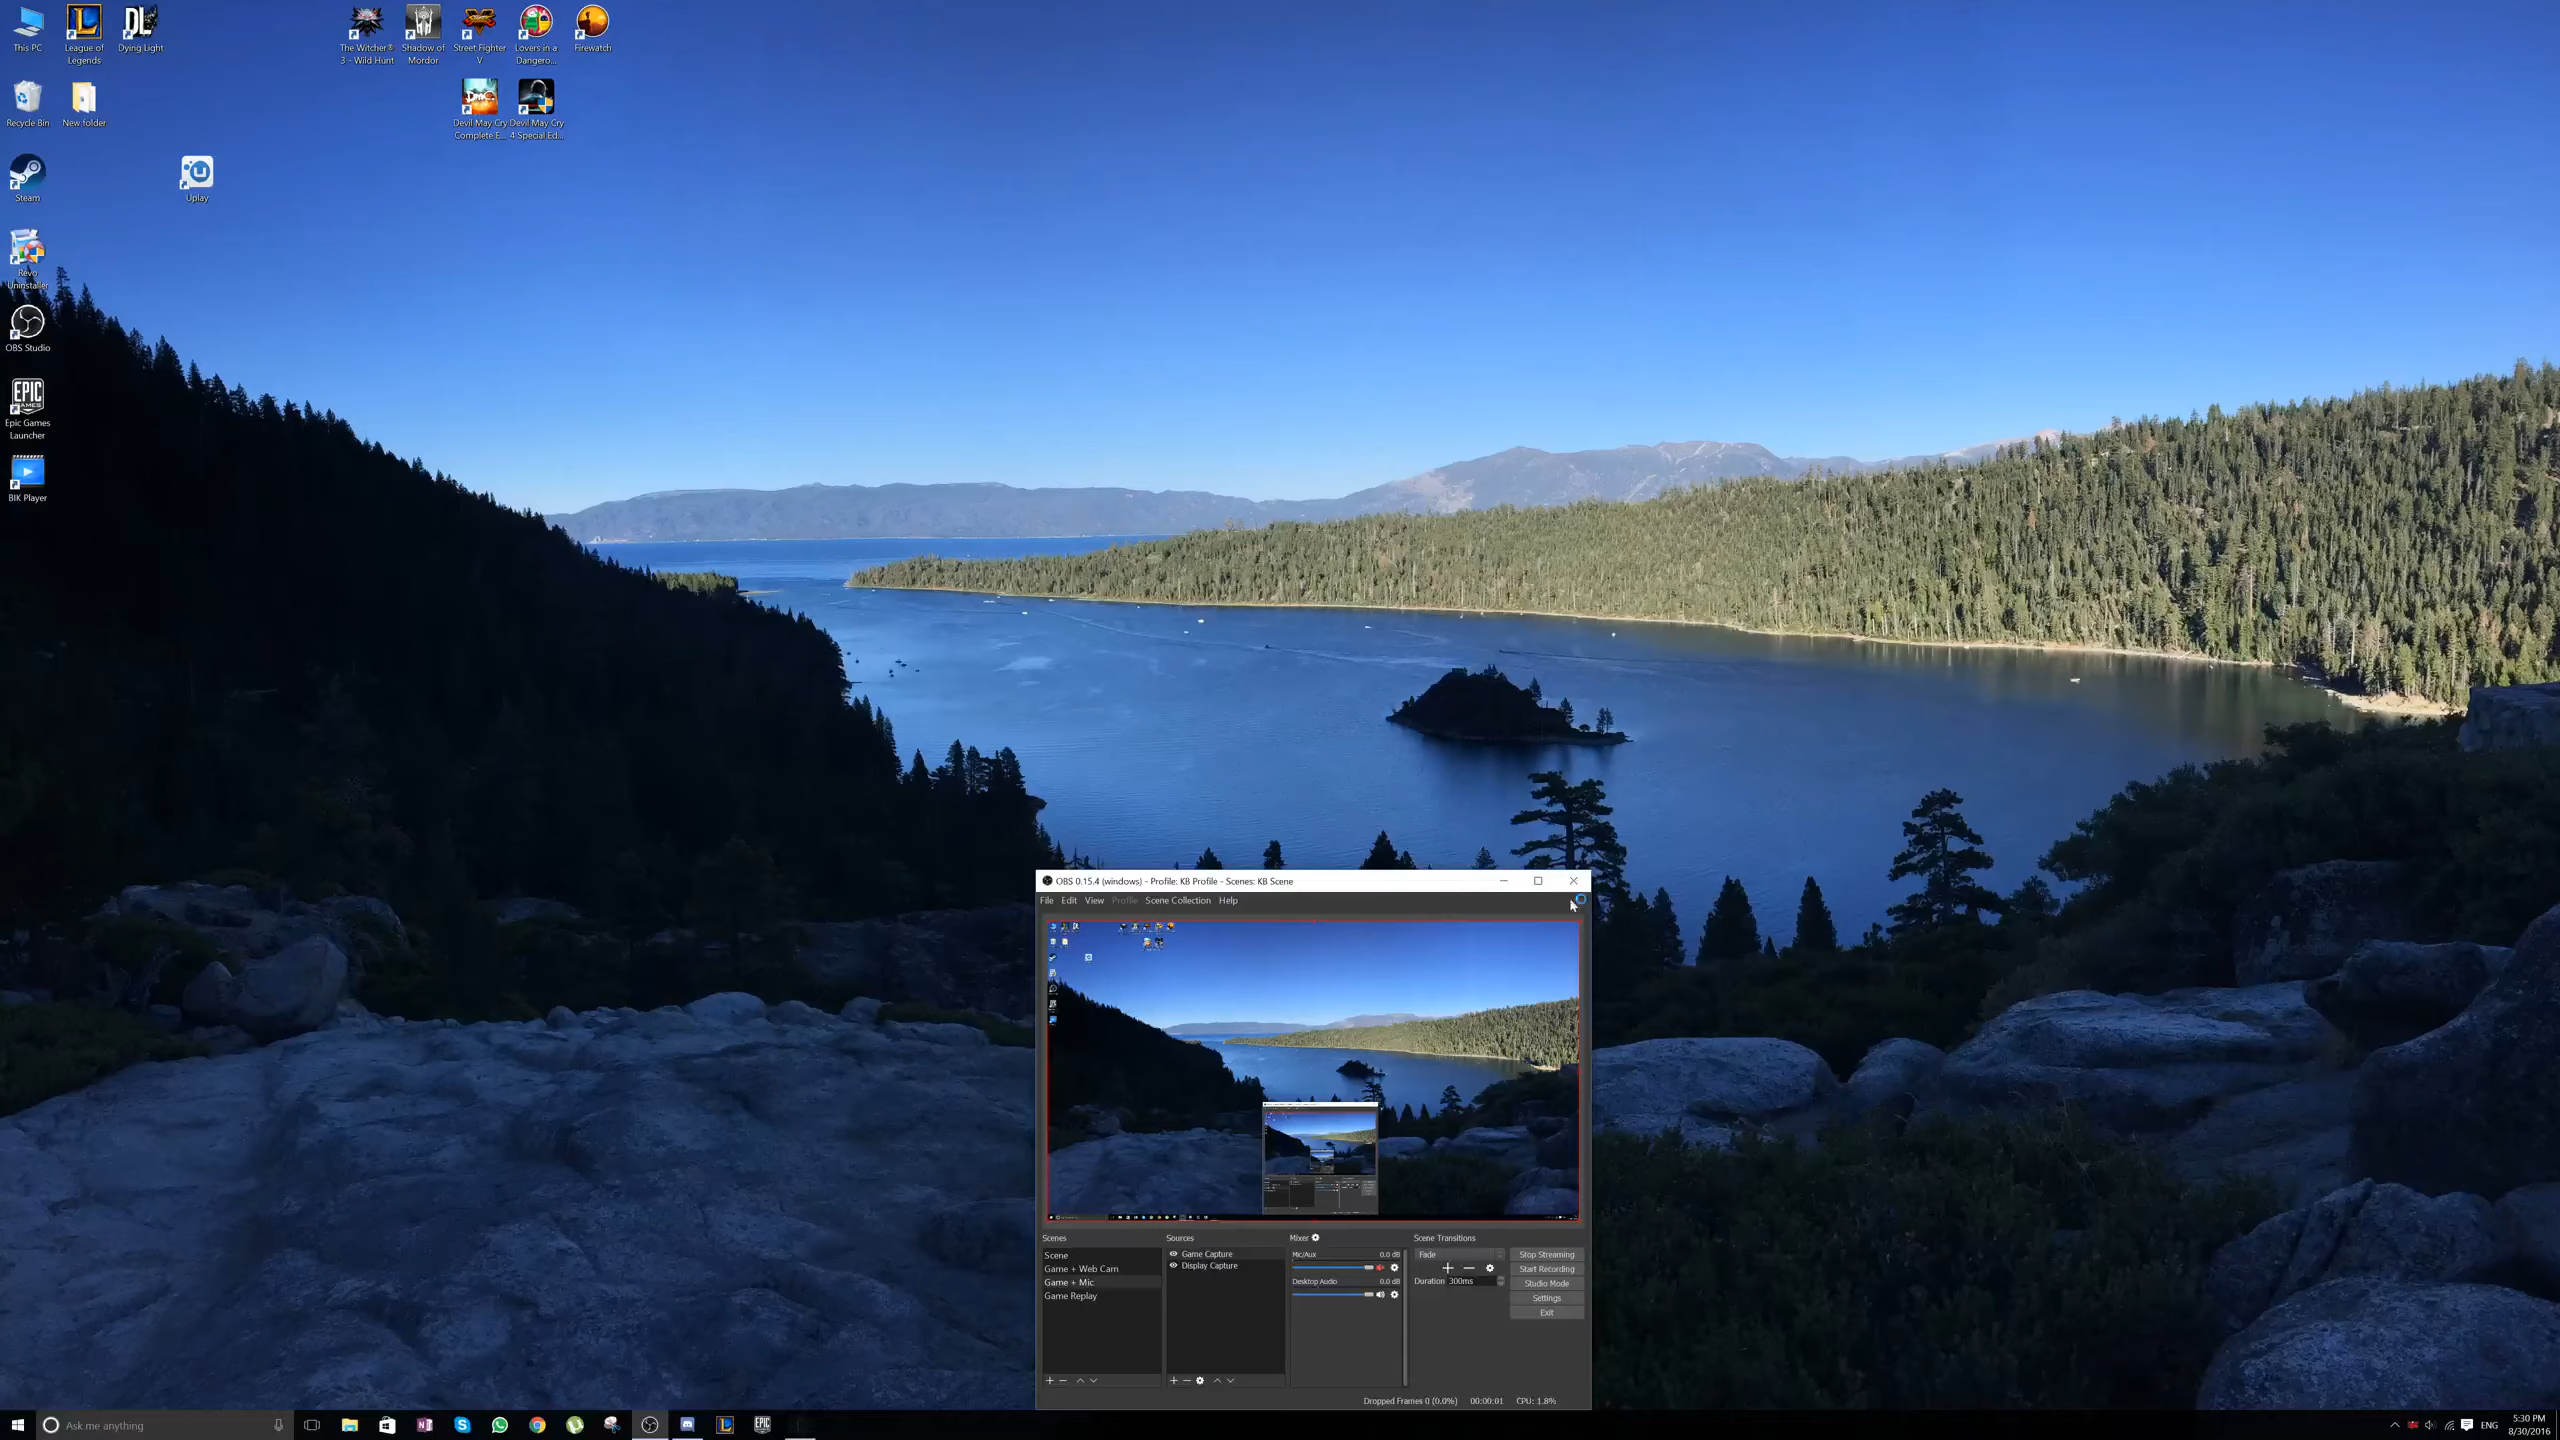 This PC
League of
Legends
Dying Light
The Witcher®
3 - Wild Hunt
Shadow of
Mordor
Street Fighter
V
Lovers in a
Dangero...
Firewatch
Recycle Bin
New folder
Devil May Cry
Complete E...
Devil May Cry
4 Special Ed...
Steam
Uplay
Revo
Uninstaller
OBS Studio
EPIC
GAMES
Epic Games
Launcher
BIK Player
OBS 0.15.4 (windows) - Profile: KB Profile - Scenes: KB Scene
File Edit View Profile Scene Collection Help
Scenes
Scene
Game + Web Cam
Game + Mic
Game Replay
Sources
Game Capture
Display Capture
Mixer
Mic/Aux 0.0 dB
Desktop Audio 0.0 dB
Scene Transitions
Fade
Duration 300ms
Stop Streaming
Start Recording
Studio Mode
Settings
Exit
Dropped Frames 0 (0.0%) 00:00:01 CPU: 1.8%
Ask me anything
EPIC
ENG
5:30 PM
8/30/2016